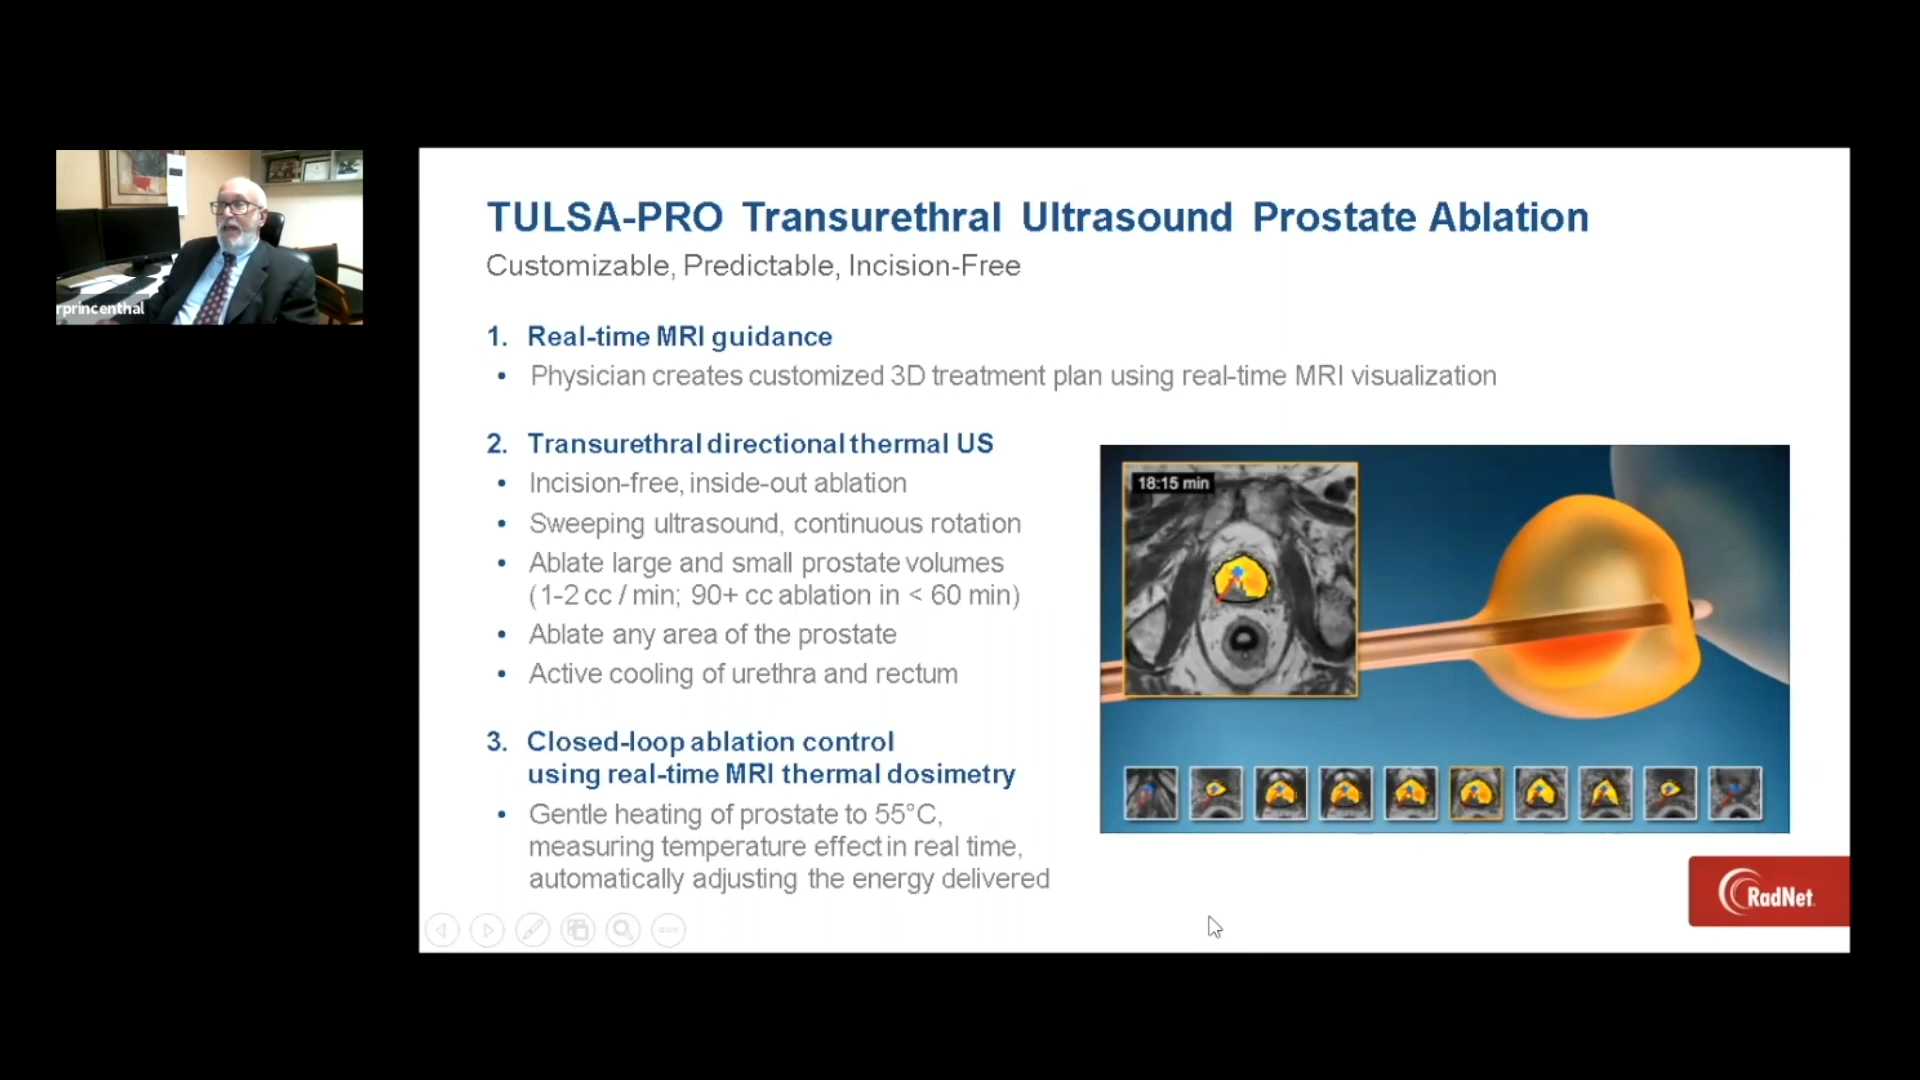 TULSA-PRO Transurethral Ultrasound Prostate Ablation
Customizable, Predictable, Incision-Free
rprincenthal
1. Real-time MRI guidance
• Physician creates customized 3D treatment plan using real-time MRI visualization
2. Transurethral directional thermal US
• Incision-free, inside-out ablation
• Sweeping ultrasound, continuous rotation
• Ablate large and small prostate volumes
(1-2 cc / min; 90+ cc ablation in < 60 min)
• Ablate any area of the prostate
• Active cooling of urethra and rectum
3. Closed-loop ablation control
using real-time MRI thermal dosimetry
• Gentle heating of prostate to 55°C,
measuring temperature effect in real time,
automatically adjusting the energy delivered
18:15 min
RadNet